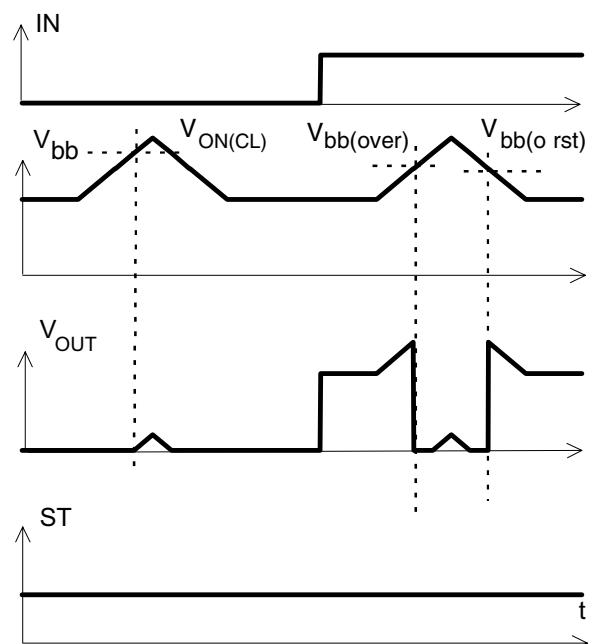 IN
Vbb
VON(CL)
Vbb(over)
Vbb(o rst)
VOUT
ST
t